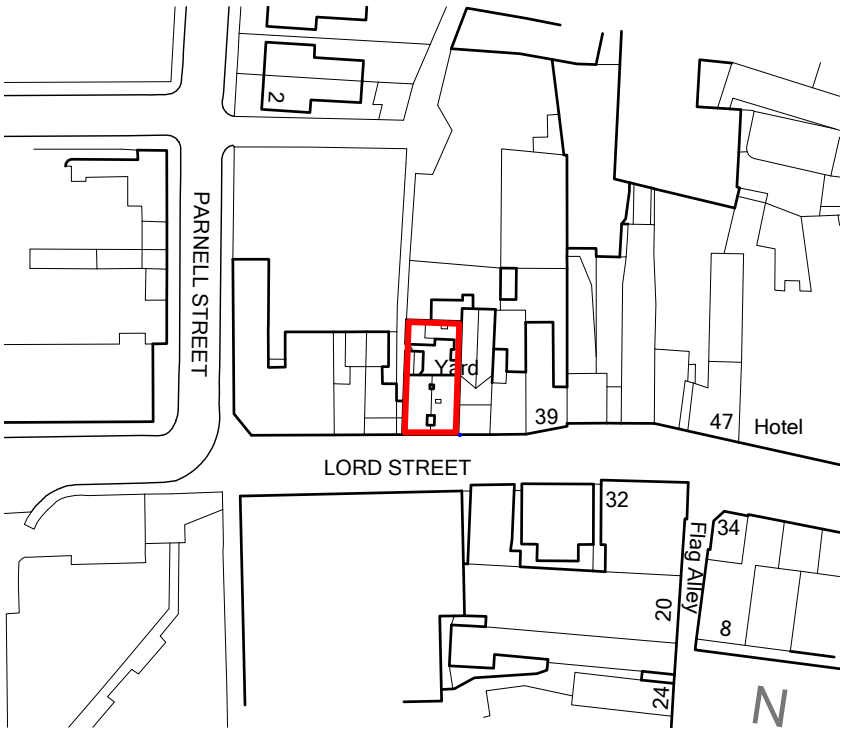 2
PARNELL STREET
Yard
39
47
Hotel
LORD STREET
32
34
Flag Alley
20
8
24
N